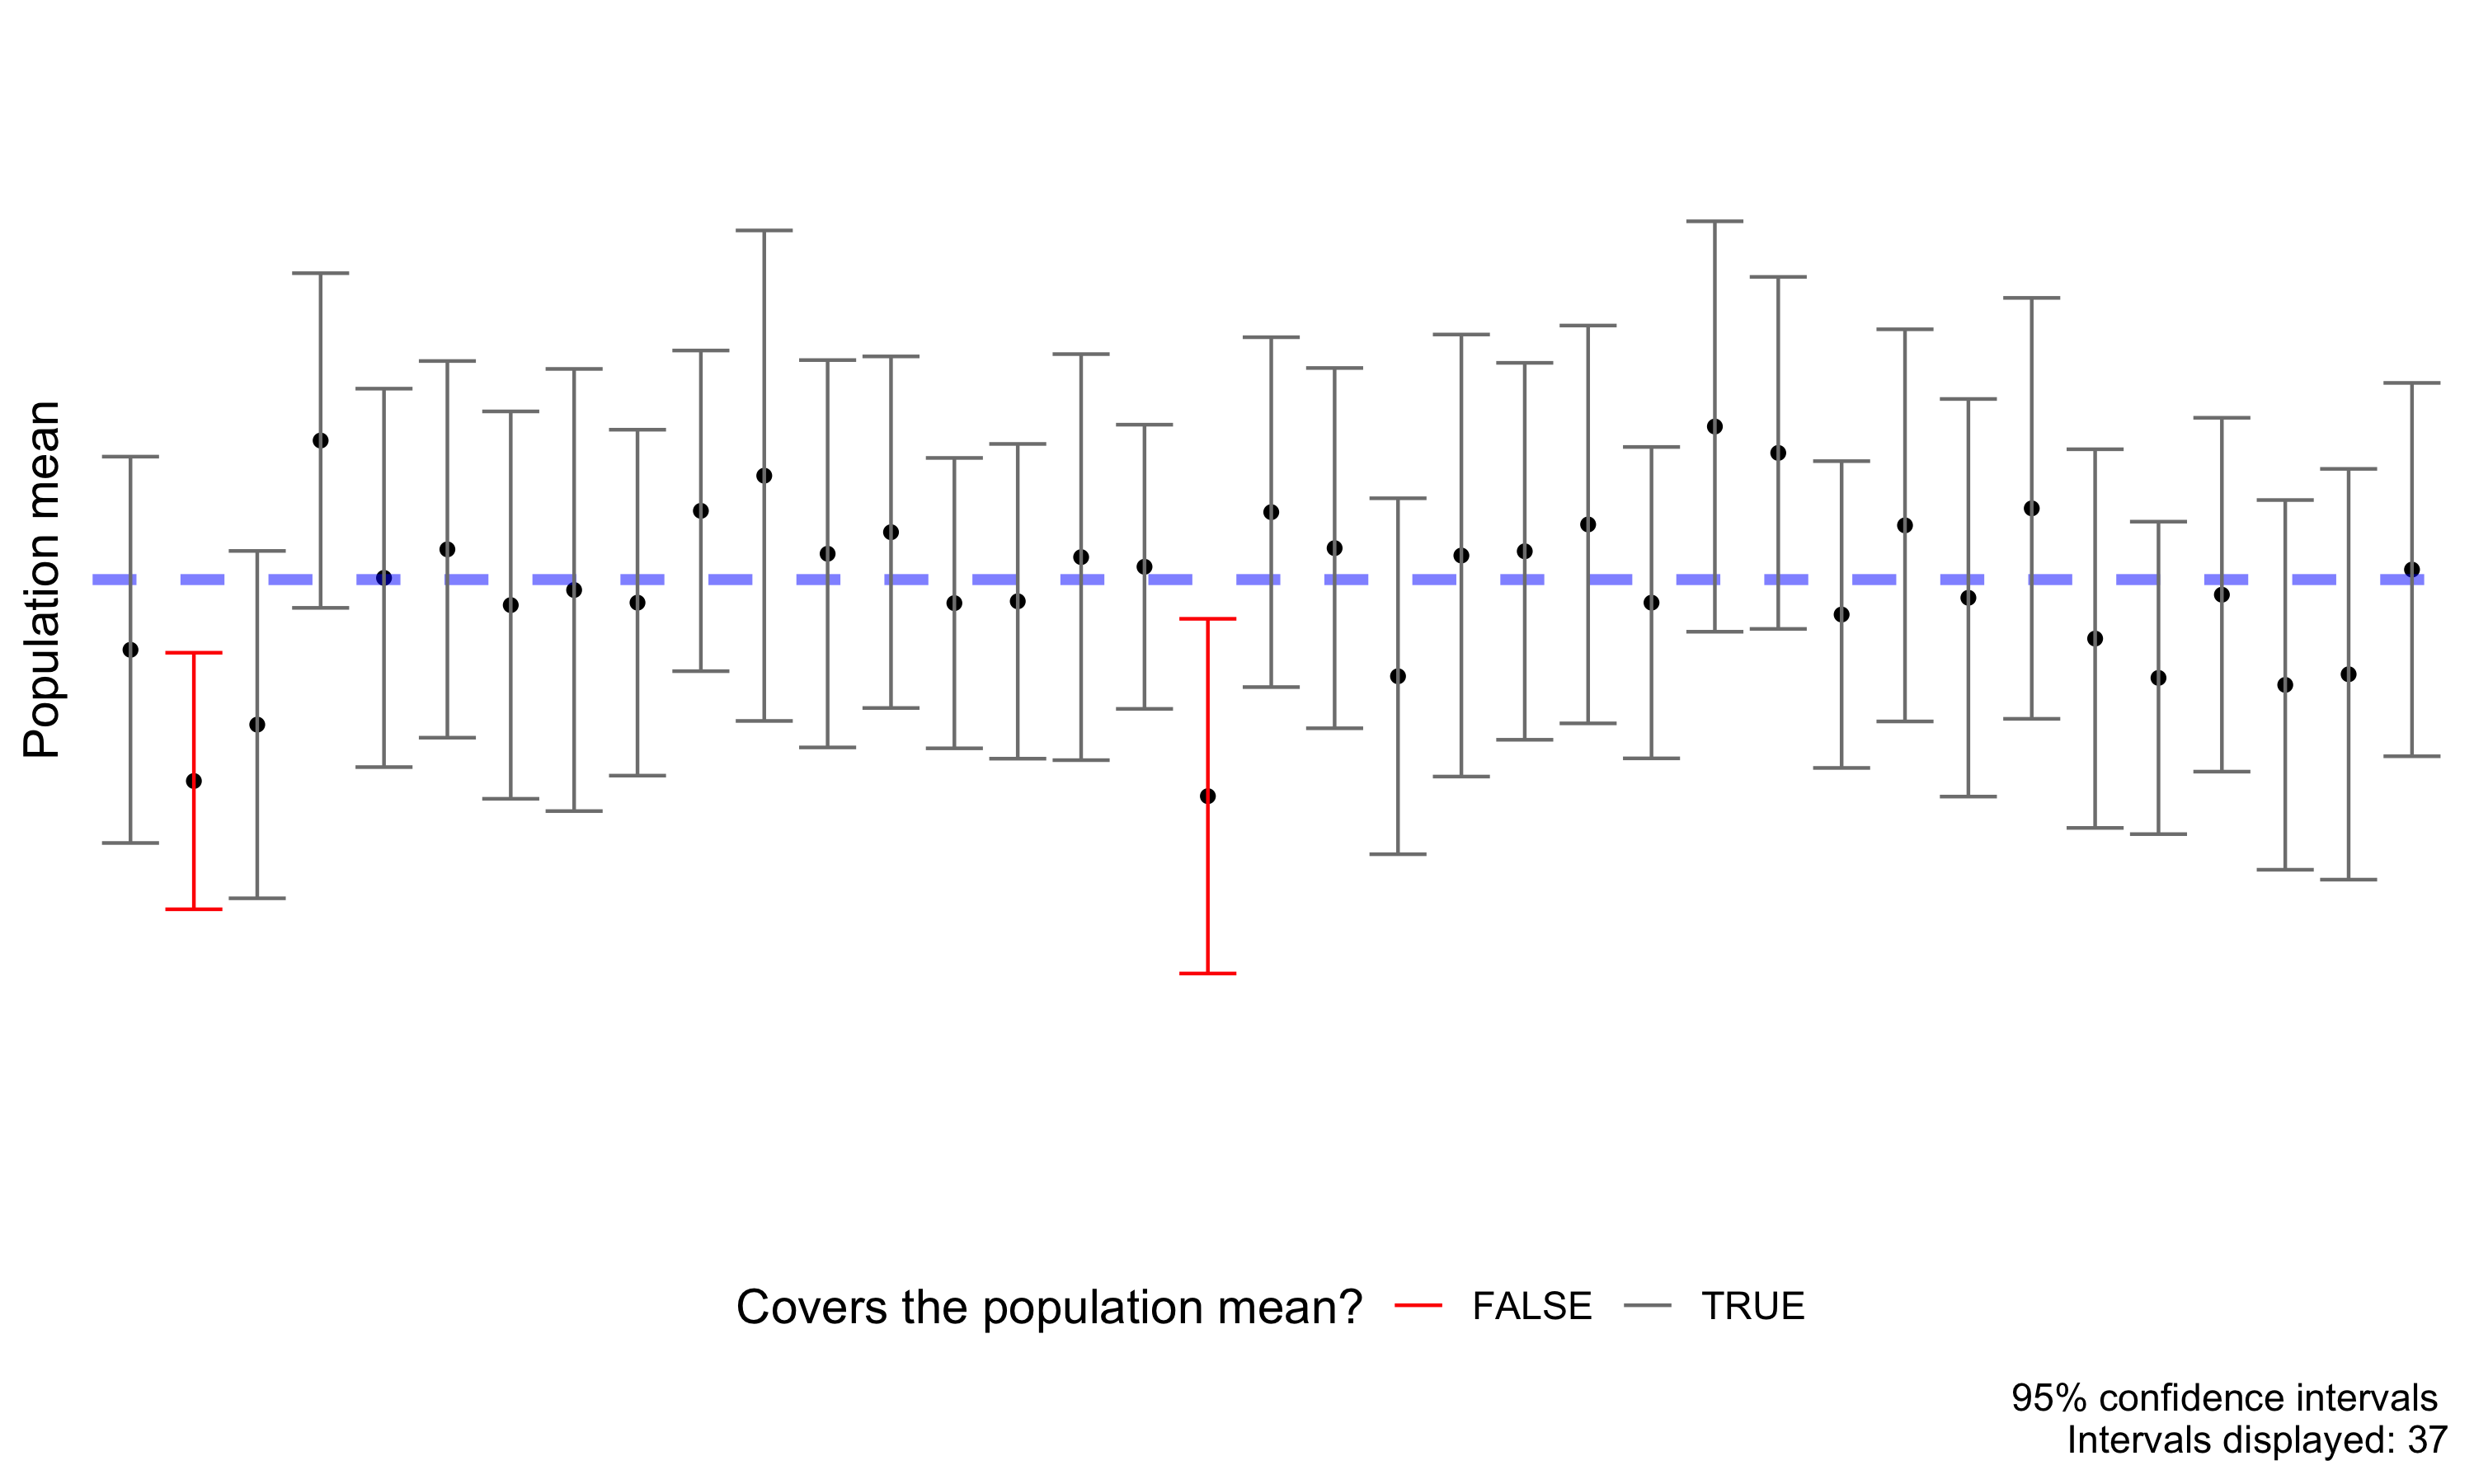 Population mean
Covers the population mean? FALSE TRUE
95% confidence intervals
Intervals displayed: 37